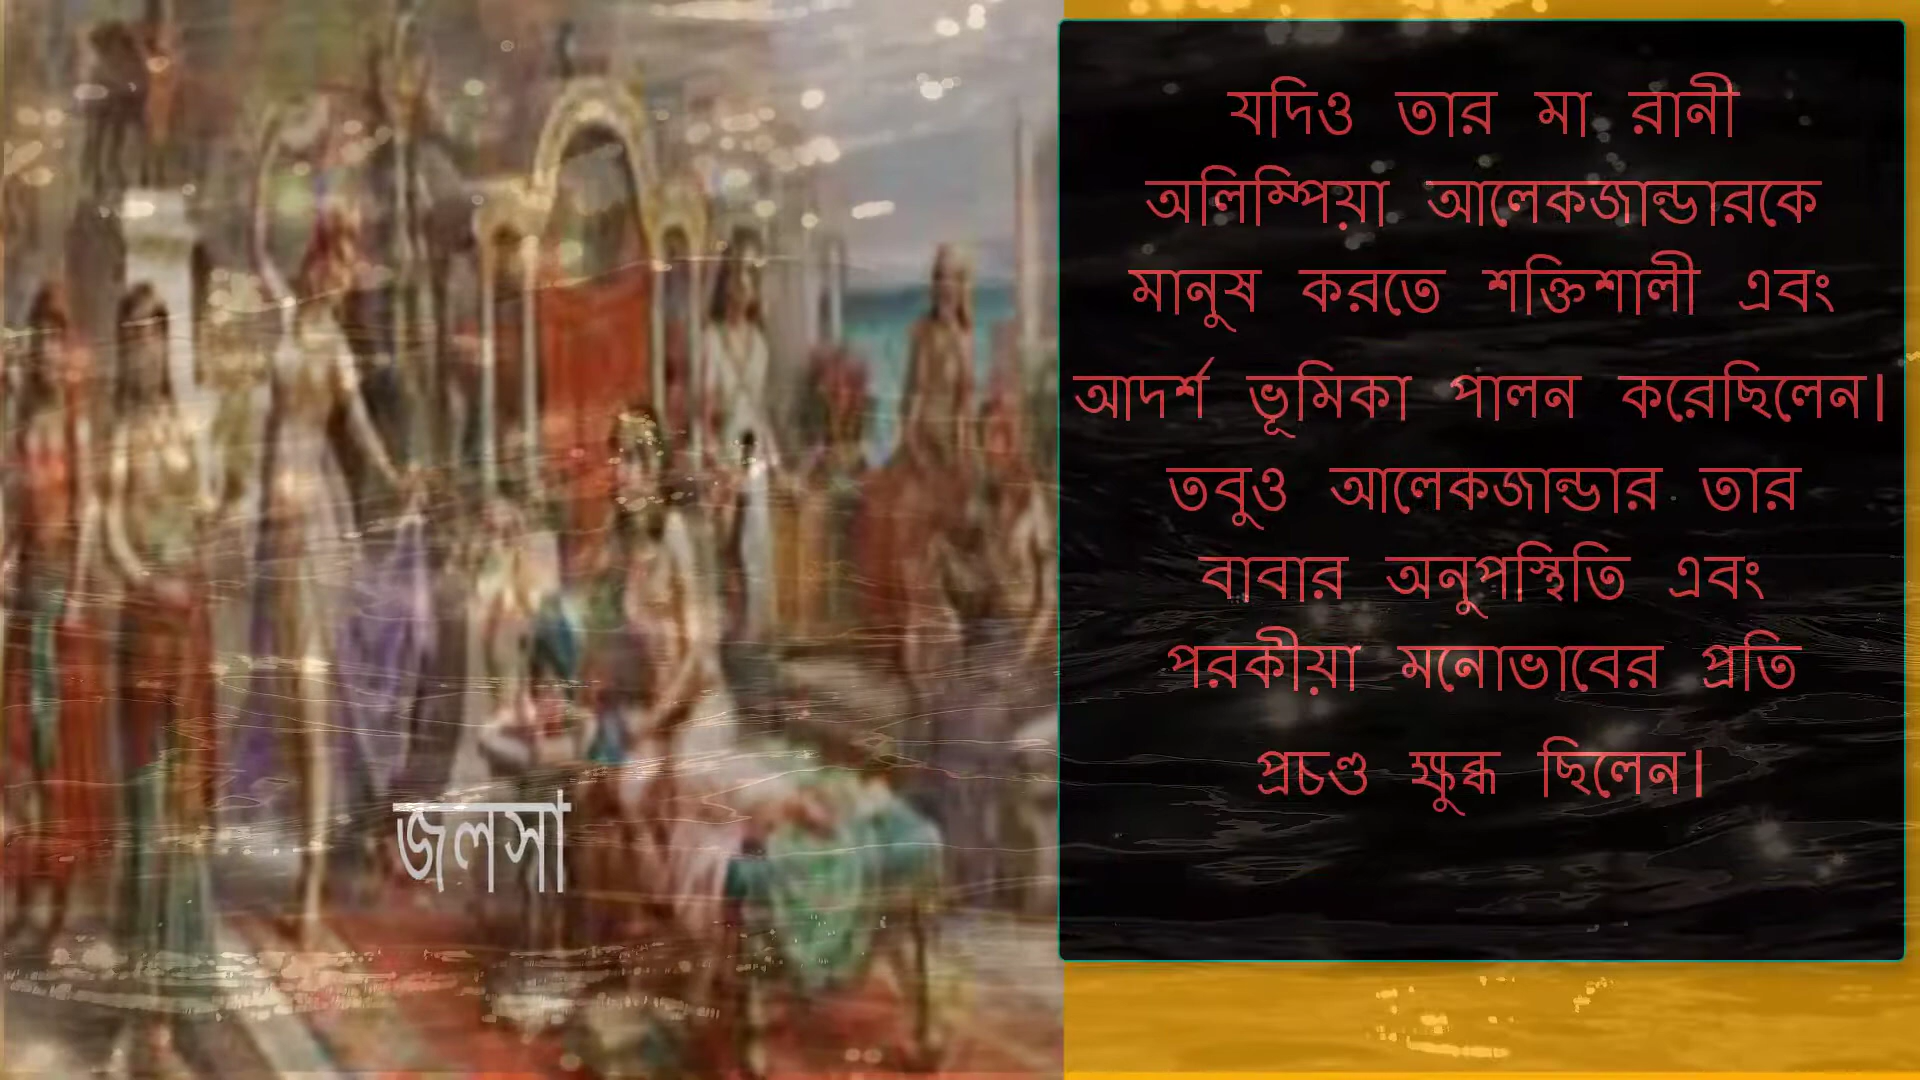 যদিও তার মা রানী
অলিম্পিয়া আলেকজান্ডারকে
মানুষ করতে শক্তিশালী এবং
আদর্শ ভূমিকা পালন করেছিলেন।
তবুও আলেকজান্ডার তার
বাবার অনুপস্থিতি এবং
পরকীয়া মনোভাবের প্রতি
প্রচণ্ড ক্ষুব্ধ ছিলেন।
জলসা